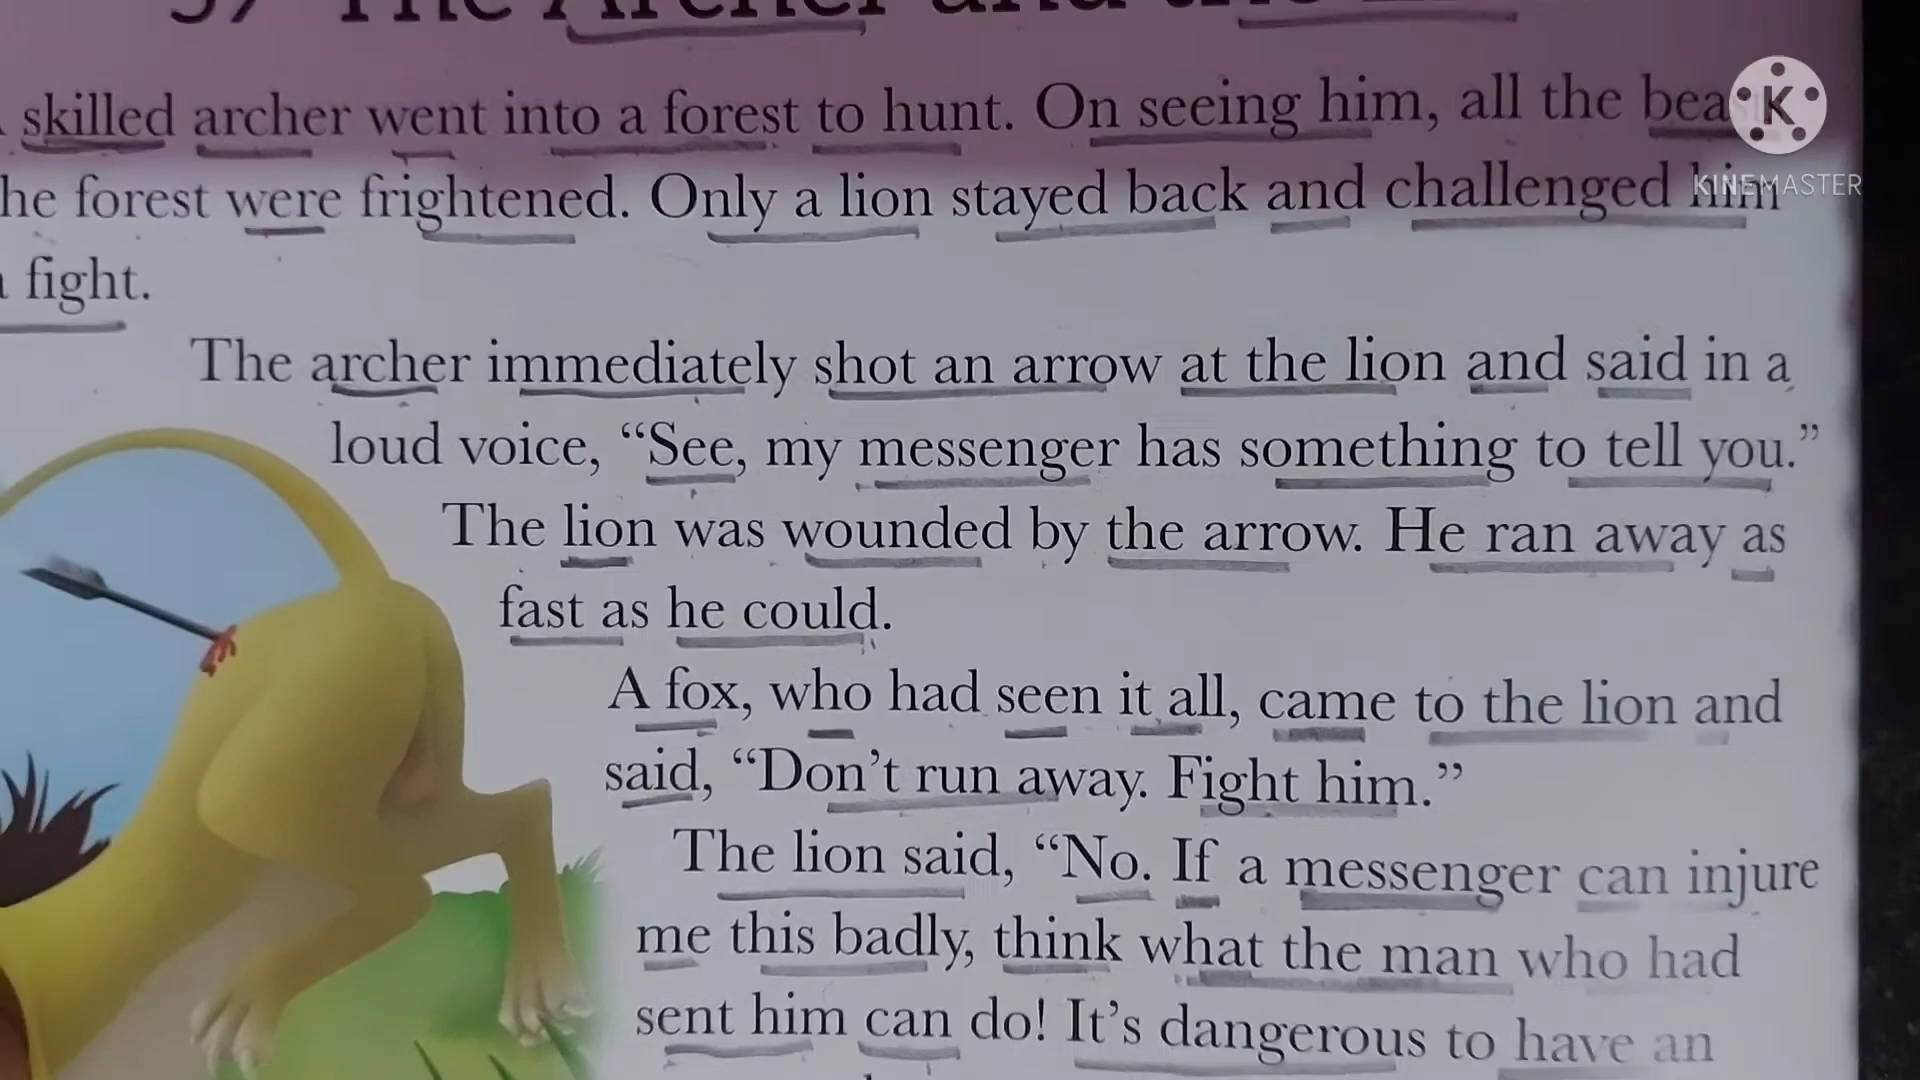 The Archer and the
skilled archer went into a forest to hunt. On seeing him, all the
he forest were frightened. Only a lion stayed back and challenged him
fight.
The archer immediately shot an arrow at the lion and said in a
loud voice, “See, my messenger has something to tell you.”
The lion was wounded by the arrow. He ran away as
fast as he could.
A fox, who had seen it all, came to the lion and
said, “Don’t run away. Fight him.”
The lion said, “No. If a messenger can injure
me this badly, think what the man who had
sent him can do! It’s dangerous to have an
K
KINEMASTER